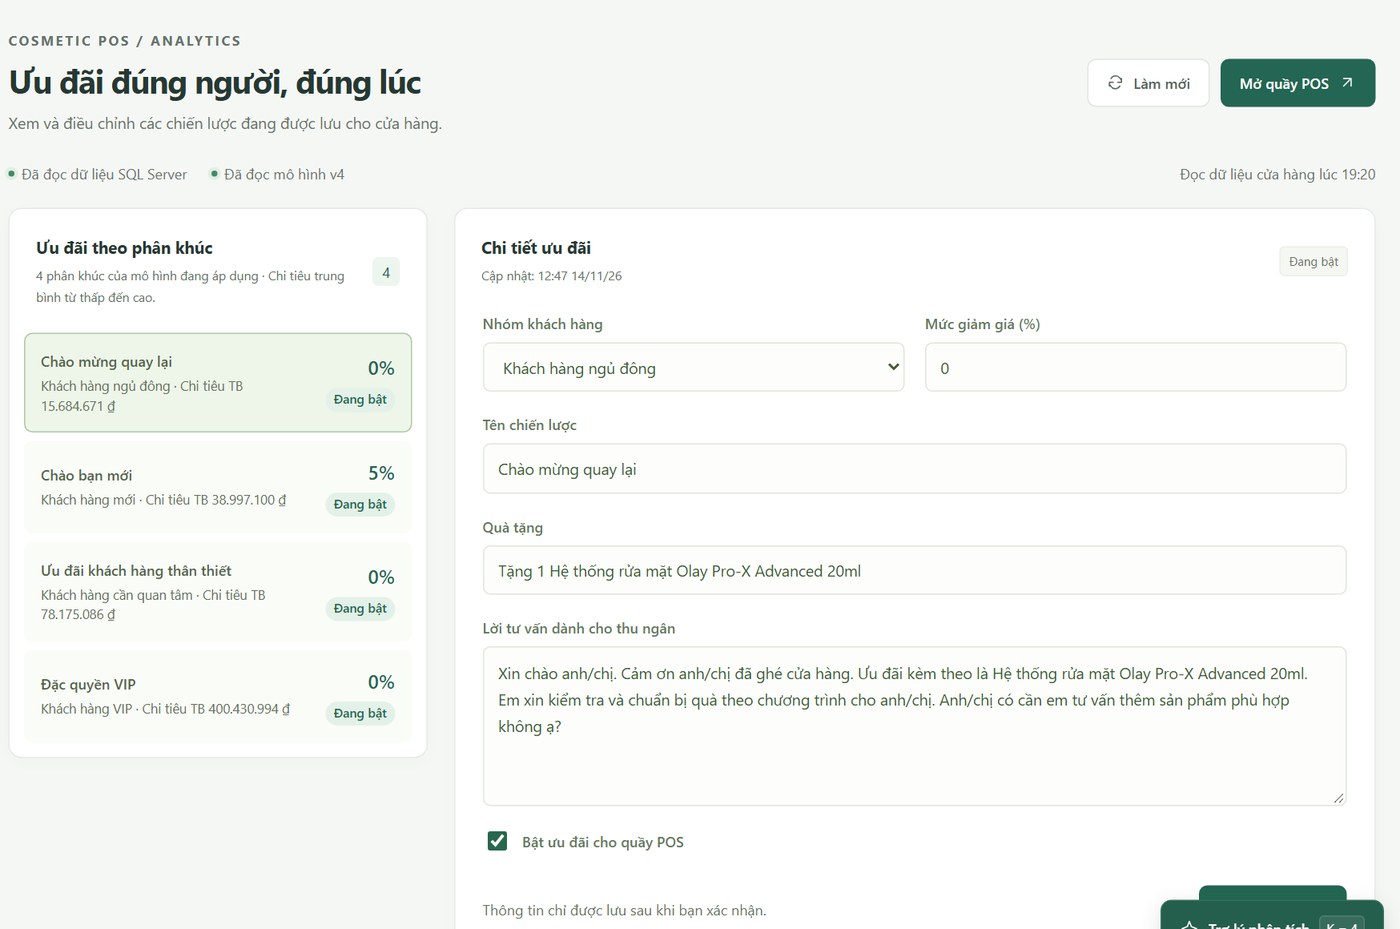 COSMETIC POS / ANALYTICS
Ưu đãi đúng người, đúng lúc
Xem và điều chỉnh các chiến lược đang được lưu cho cửa hàng.
Làm mới
Mở quầy POS
Đã đọc dữ liệu SQL Server
Đã đọc mô hình v4
Đọc dữ liệu cửa hàng lúc 19:20
Ưu đãi theo phân khúc
4 phân khúc của mô hình đang áp dụng · Chi tiêu trung
bình từ thấp đến cao.
4
Chào mừng quay lại
Khách hàng ngủ đông · Chi tiêu TB
15.684.671 ₫
0%
Đang bật
Chào bạn mới
Khách hàng mới · Chi tiêu TB 38.997.100 ₫
5%
Đang bật
Ưu đãi khách hàng thân thiết
Khách hàng cần quan tâm · Chi tiêu TB
78.175.086 ₫
0%
Đang bật
Đặc quyền VIP
Khách hàng VIP · Chi tiêu TB 400.430.994 ₫
0%
Đang bật
Chi tiết ưu đãi
Cập nhật: 12:47 14/11/26
Đang bật
Nhóm khách hàng
Khách hàng ngủ đông
Mức giảm giá (%)
0
Tên chiến lược
Chào mừng quay lại
Quà tặng
Tặng 1 Hệ thống rửa mặt Olay Pro-X Advanced 20ml
Lời tư vấn dành cho thu ngân
Xin chào anh/chị. Cảm ơn anh/chị đã ghé cửa hàng. Ưu đãi kèm theo là Hệ thống rửa mặt Olay Pro-X Advanced 20ml.
Em xin kiểm tra và chuẩn bị quà theo chương trình cho anh/chị. Anh/chị có cần em tư vấn thêm sản phẩm phù hợp
không ạ?
Bật ưu đãi cho quầy POS
Thông tin chỉ được lưu sau khi bạn xác nhận.
Trợ lý phân tích
K = 4